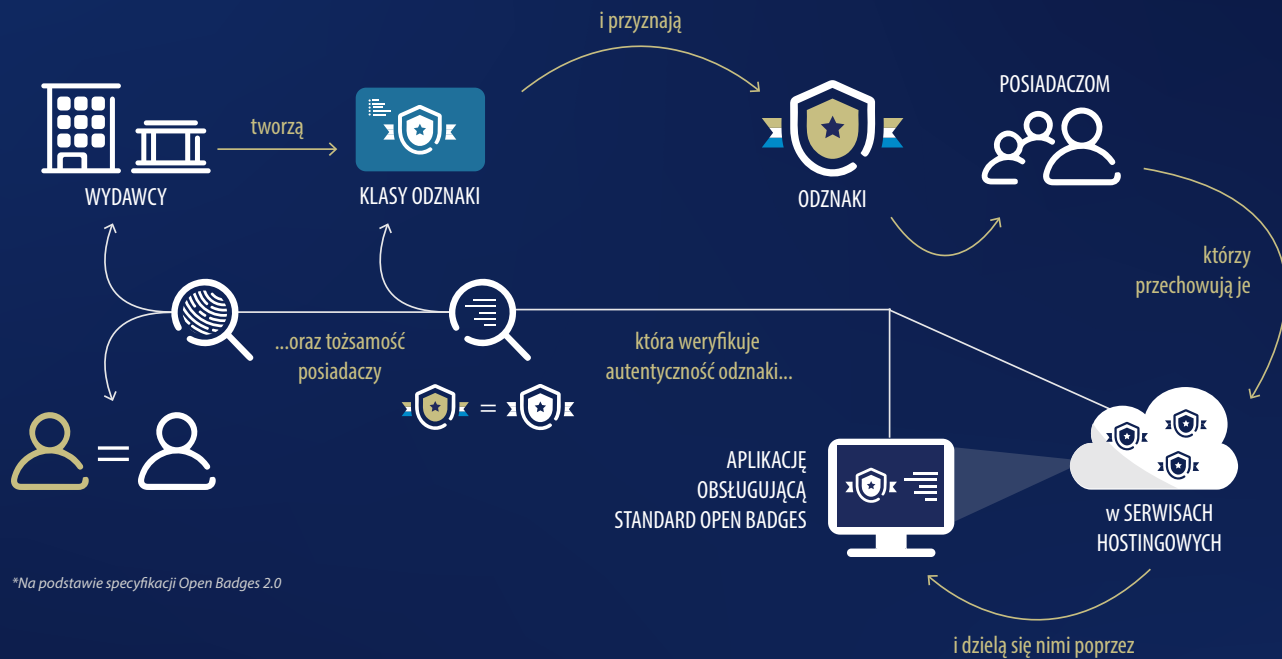 i przyznają
POSIADACZOM
tworzą
WYDAWCY
KLASY ODZNAKI
ODZNAKI
którzy
przechowują je
...oraz tożsamość
posiadaczy
która weryfikuje
autentyczność odznaki...
=
=
APLIKACJĘ
OBSŁUGUJĄCĄ
STANDARD OPEN BADGES
w SERWISACH
HOSTINGOWYCH
*Na podstawie specyfikacji Open Badges 2.0
i dzielą się nimi poprzez